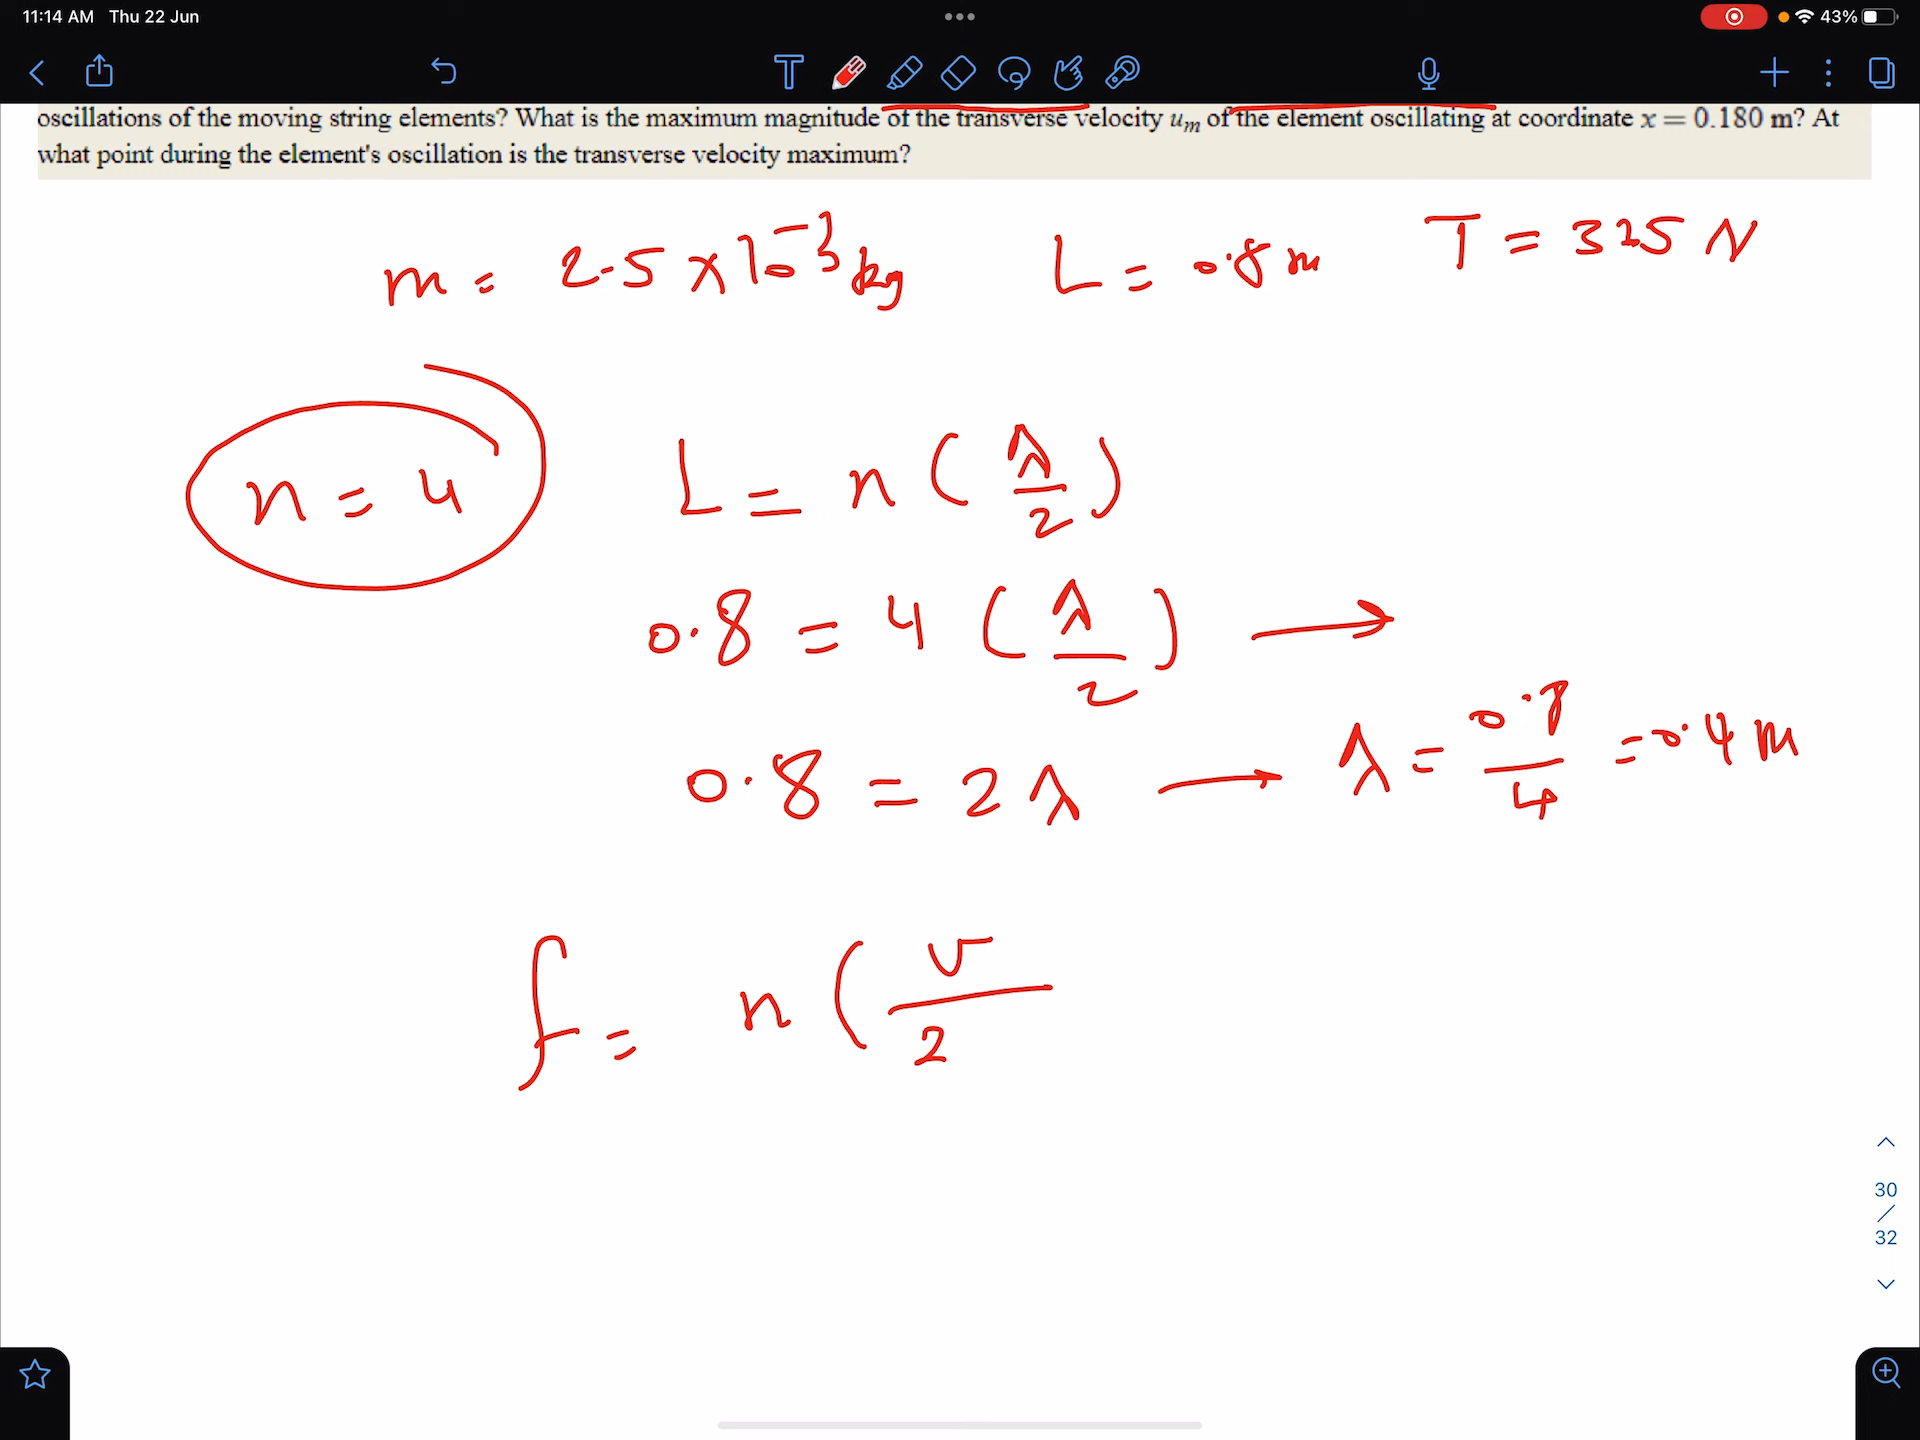 11:14 AM Thu 22 Jun
43%
T
oscillations of the moving string elements? What is the maximum magnitude of the transverse velocity uₘ of the element oscillating at coordinate x = 0.180 m? At
what point during the element's oscillation is the transverse velocity maximum?
m = 2.5 x 10⁻³ kg L = 0.8 m T = 325 N
n = 4 L = n (λ/2)
0.8 = 4 (λ/2) →
0.8 = 2 λ → λ = 0.8/4 = 0.4 m
f = n (v/2
30
/
32